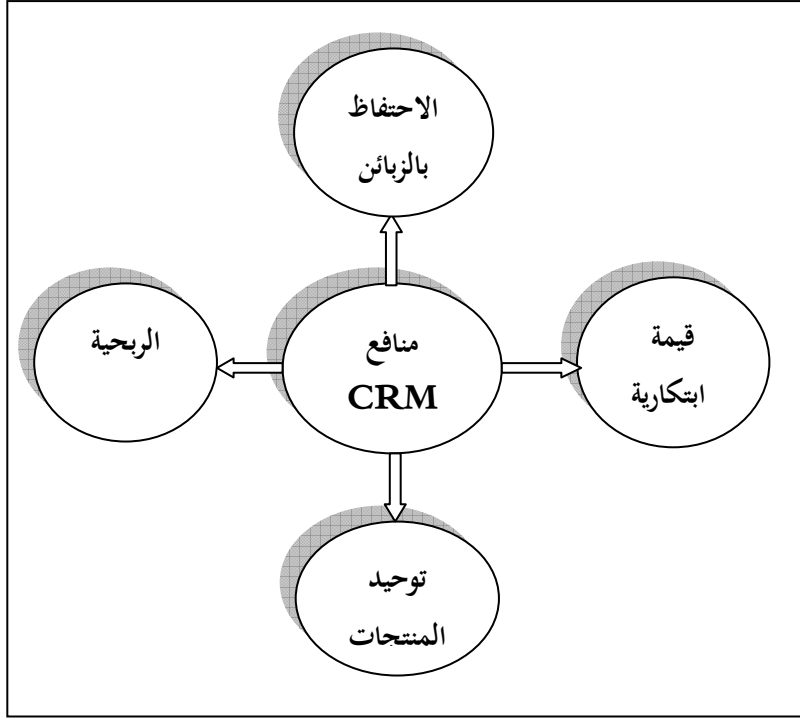 الاحتفاظ
بالزبائن
قيمة
ابتكارية
منافع
CRM
الربحية
توحيد
المنتجات